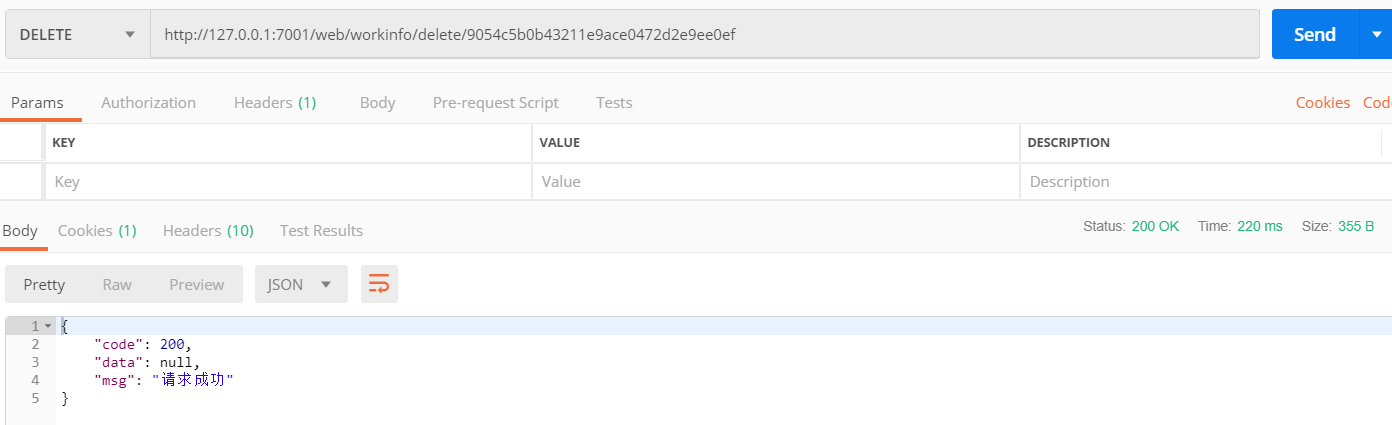 DELETE http://127.0.0.1:7001/web/workinfo/delete/9054c5b0b43211e9ace0472d2e9ee0ef Send
Params Authorization Headers (1) Body Pre-request Script Tests Cookies Code
KEY VALUE DESCRIPTION
Key Value Description
Body Cookies (1) Headers (10) Test Results Status: 200 OK Time: 220 ms Size: 355 B
Pretty Raw Preview JSON
1 {
2 "code": 200,
3 "data": null,
4 "msg": "请求成功"
5 }